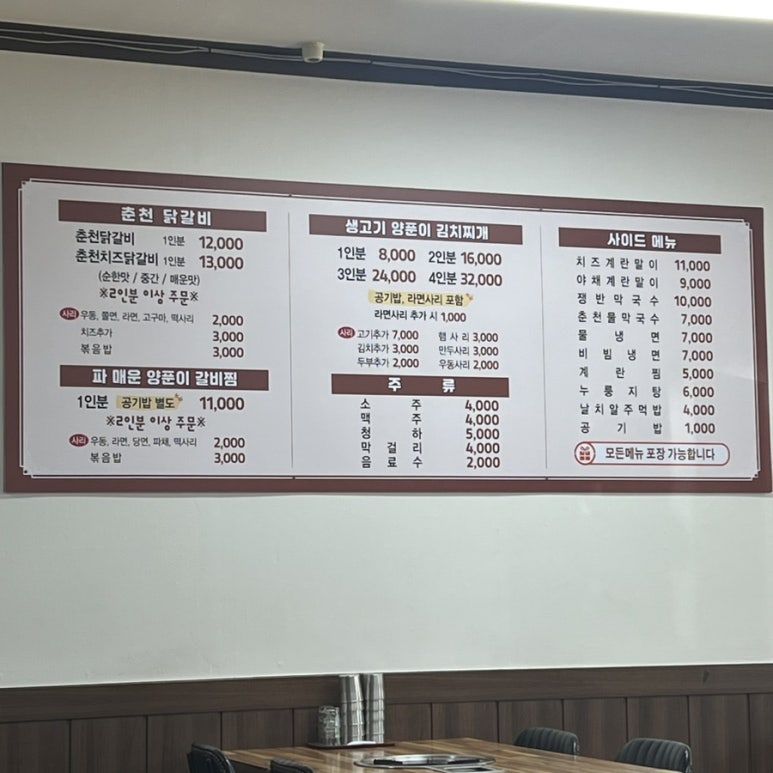 춘천 닭갈비
춘천닭갈비 1인분 12,000
춘천치즈닭갈비 1인분 13,000
(순한맛 / 중간 / 매운맛)
※2인분 이상 주문※
사리 우동, 쫄면, 라면, 고구마, 떡사리 2,000
치즈추가 3,000
볶음밥 3,000
파 매운 양푼이 갈비찜
1인분 공기밥 별도 11,000
※2인분 이상 주문※
사리 우동, 라면, 당면, 파채, 떡사리 2,000
볶음밥 3,000
생고기 양푼이 김치찌개
1인분 8,000 2인분 16,000
3인분 24,000 4인분 32,000
공기밥, 라면사리 포함
라면사리 추가 시 1,000
사리 고기추가 7,000 햄사리 3,000
김치추가 3,000 만두사리 3,000
두부추가 2,000 우동사리 2,000
주 류
소 주 4,000
맥 주 4,000
청 하 5,000
막 걸 리 4,000
음 료 수 2,000
사이드 메뉴
치즈계란말이 11,000
야채계란말이 9,000
쟁반막국수 10,000
춘천물막국수 7,000
물 냉 면 7,000
비 빔 냉 면 7,000
계 란 찜 5,000
누 룽 지 탕 6,000
날치알주먹밥 4,000
공 기 밥 1,000
모든메뉴 포장 가능합니다